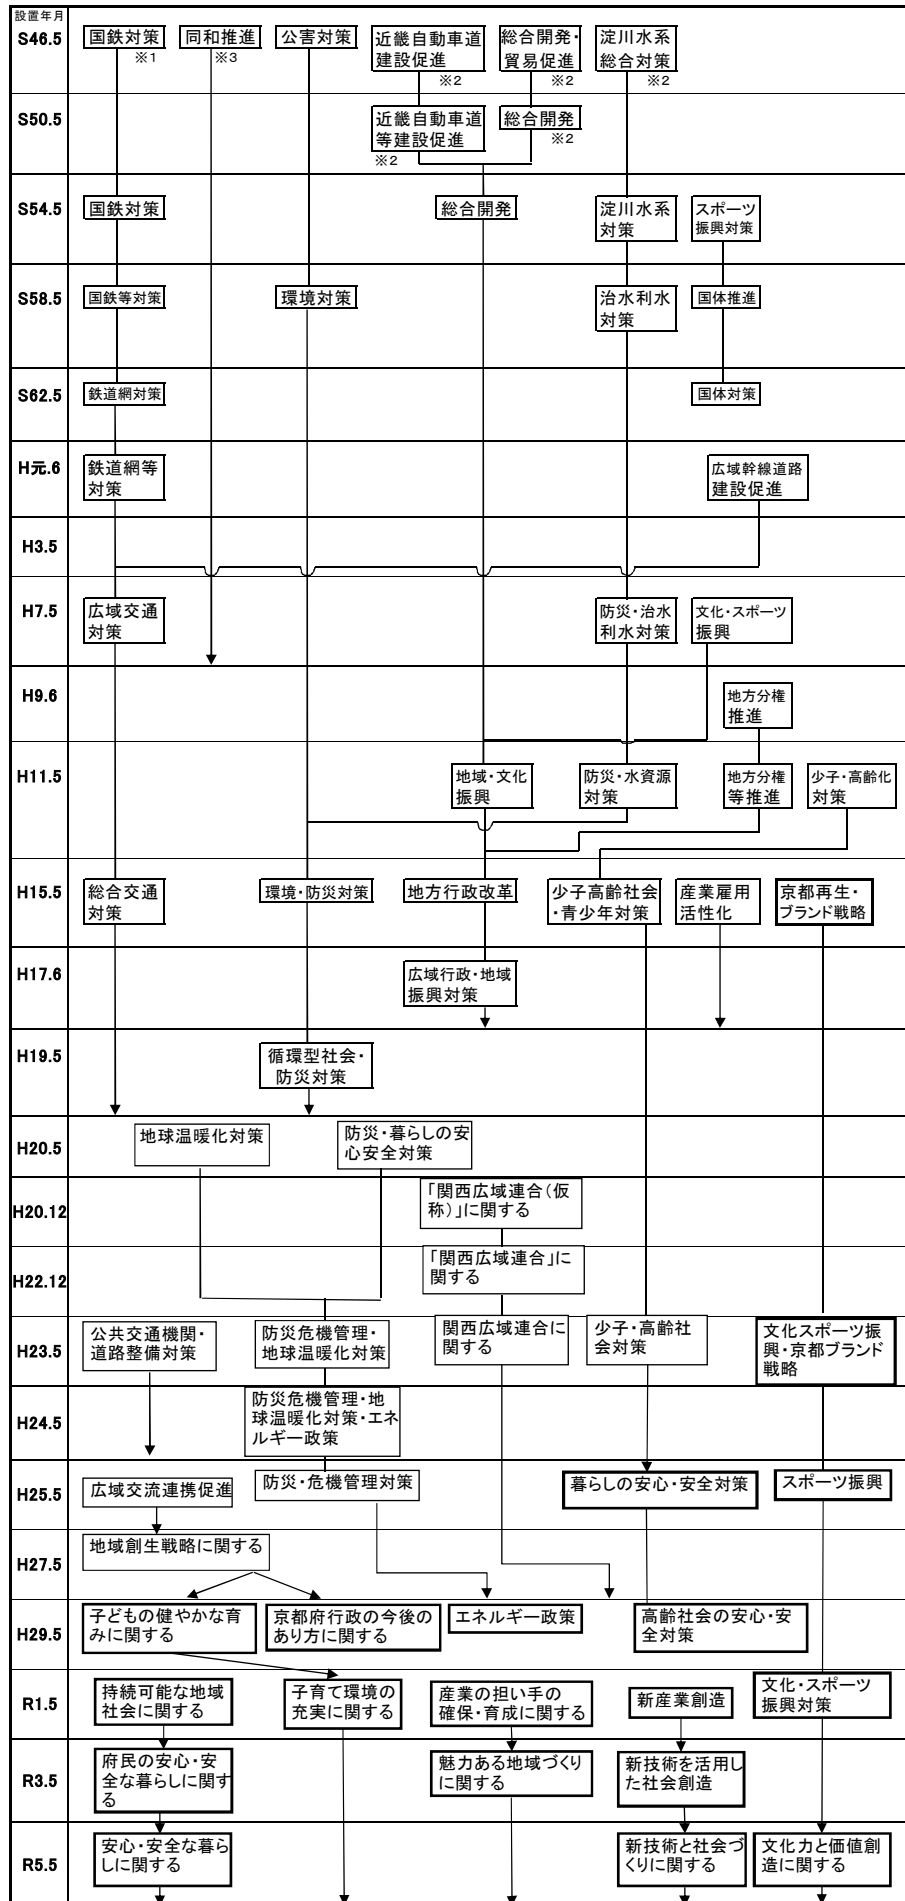 設置年月
S46.5
国鉄対策
※1
同和推進
※3
公害対策
近畿自動車道
建設促進
※2
総合開発・
貿易促進
※2
淀川水系
総合対策
※2
S50.5
近畿自動車道
等建設促進
※2
総合開発
※2
S54.5
国鉄対策
総合開発
淀川水系
対策
スポーツ
振興対策
S58.5
国鉄等対策
環境対策
治水利水
対策
国体推進
S62.5
鉄道網対策
国体対策
H元.6
鉄道網等
対策
広域幹線道路
建設促進
H3.5
H7.5
広域交通
対策
防災・治水
利水対策
文化・スポーツ
振興
H9.6
地方分権
推進
H11.5
地域・文化
振興
防災・水資源
対策
地方分権
等推進
少子・高齢化
対策
H15.5
総合交通
対策
環境・防災対策
地方行政改革
少子高齢社会
・青少年対策
産業雇用
活性化
京都再生・
ブランド戦略
H17.6
広域行政・地域
振興対策
H19.5
循環型社会・
防災対策
H20.5
地球温暖化対策
防災・暮らしの安
心安全対策
H20.12
「関西広域連合(仮
称)」に関する
H22.12
「関西広域連合」に
関する
H23.5
公共交通機関・
道路整備対策
防災危機管理・
地球温暖化対策
関西広域連合に
関する
少子・高齢社
会対策
文化スポーツ振
興・京都ブランド
戦略
H24.5
防災危機管理・地
球温暖化対策・エネ
ルギー政策
H25.5
広域交流連携促進
防災・危機管理対策
暮らしの安心・安全対策
スポーツ振興
H27.5
地域創生戦略に関する
H29.5
子どもの健やかな育
みに関する
京都府行政の今後の
あり方に関する
エネルギー政策
高齢社会の安心・安
全対策
R1.5
持続可能な地域
社会に関する
子育て環境の
充実に関する
産業の担い手の
確保・育成に関する
新産業創造
文化・スポーツ
振興対策
R3.5
府民の安心・安
全な暮らしに関す
る
魅力ある地域づくり
に関する
新技術を活用し
た社会創造
R5.5
安心・安全な暮ら
しに関する
新技術と社会づ
くりに関する
文化力と価値創
造に関する